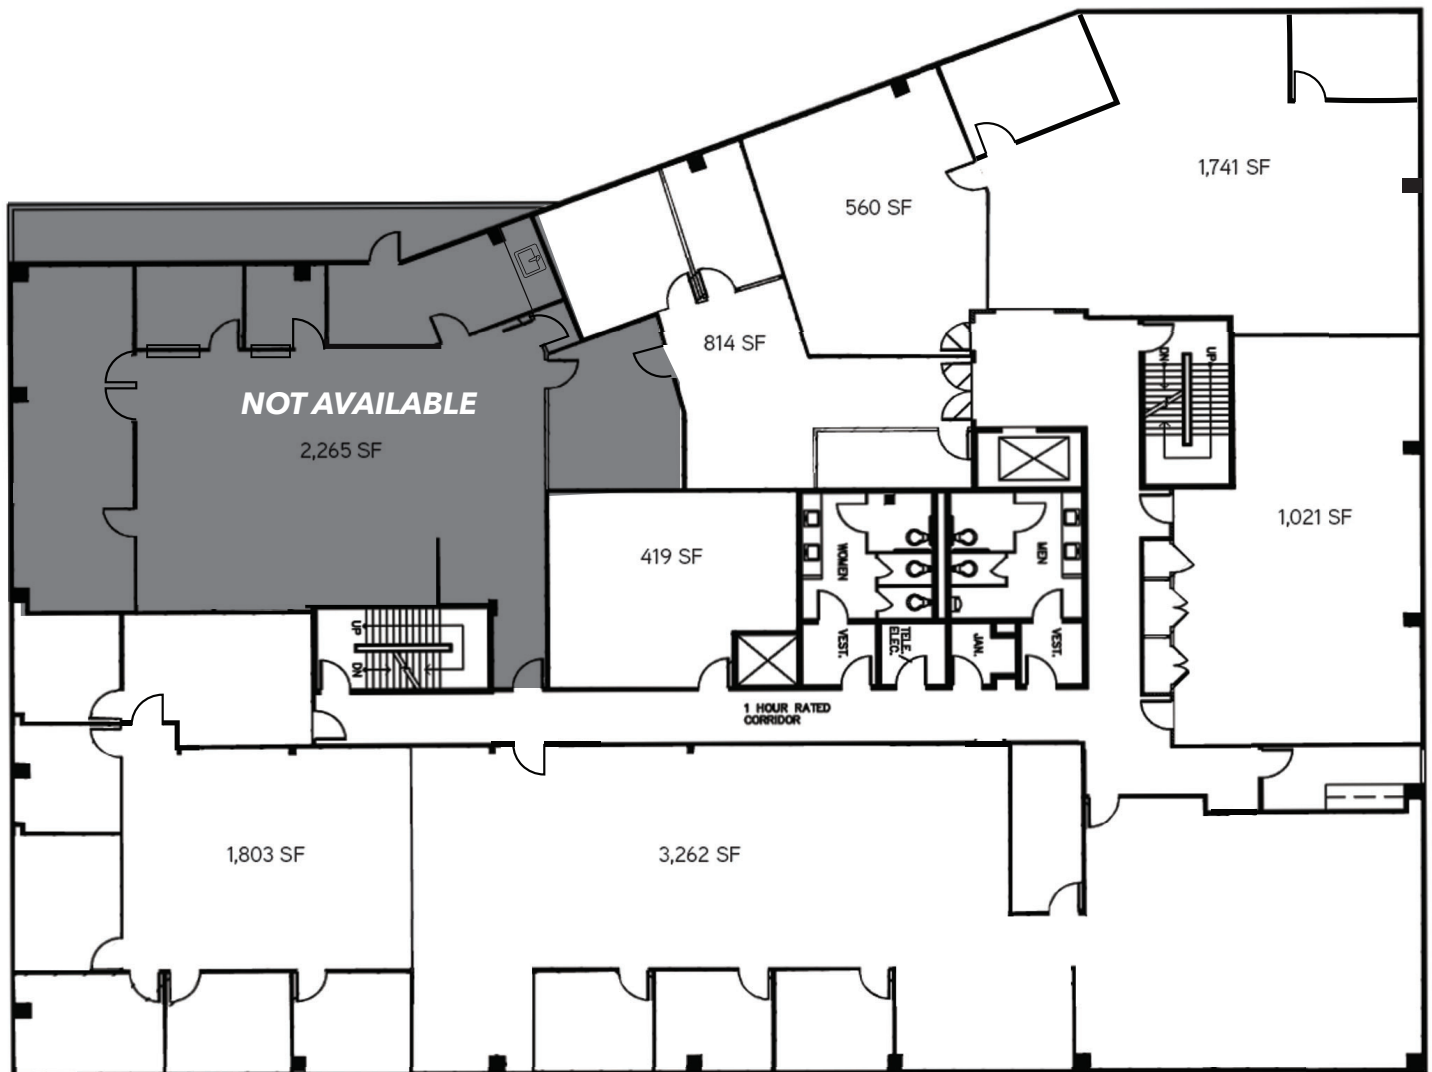 1,741 SF
560 SF
814 SF
DN
UP
NOT AVAILABLE
2,265 SF
1,021 SF
419 SF
WOMEN
MEN
UP
DN
VEST.
TELE.
ELEC.
JAN.
VEST.
1 HOUR RATED
CORRIDOR
1,803 SF
3,262 SF